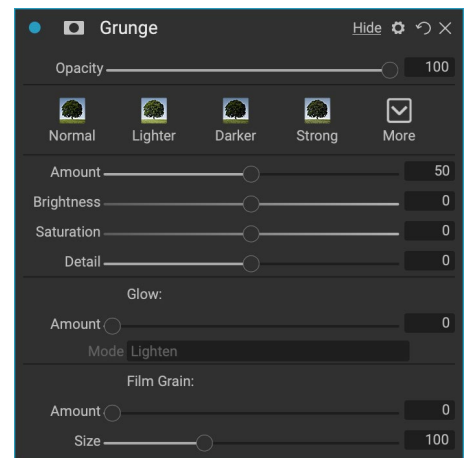 Grunge Hide
Opacity 100
Normal Lighter Darker Strong More
Amount 50
Brightness 0
Saturation 0
Detail 0
Glow:
Amount 0
Mode Lighten
Film Grain:
Amount 0
Size 100